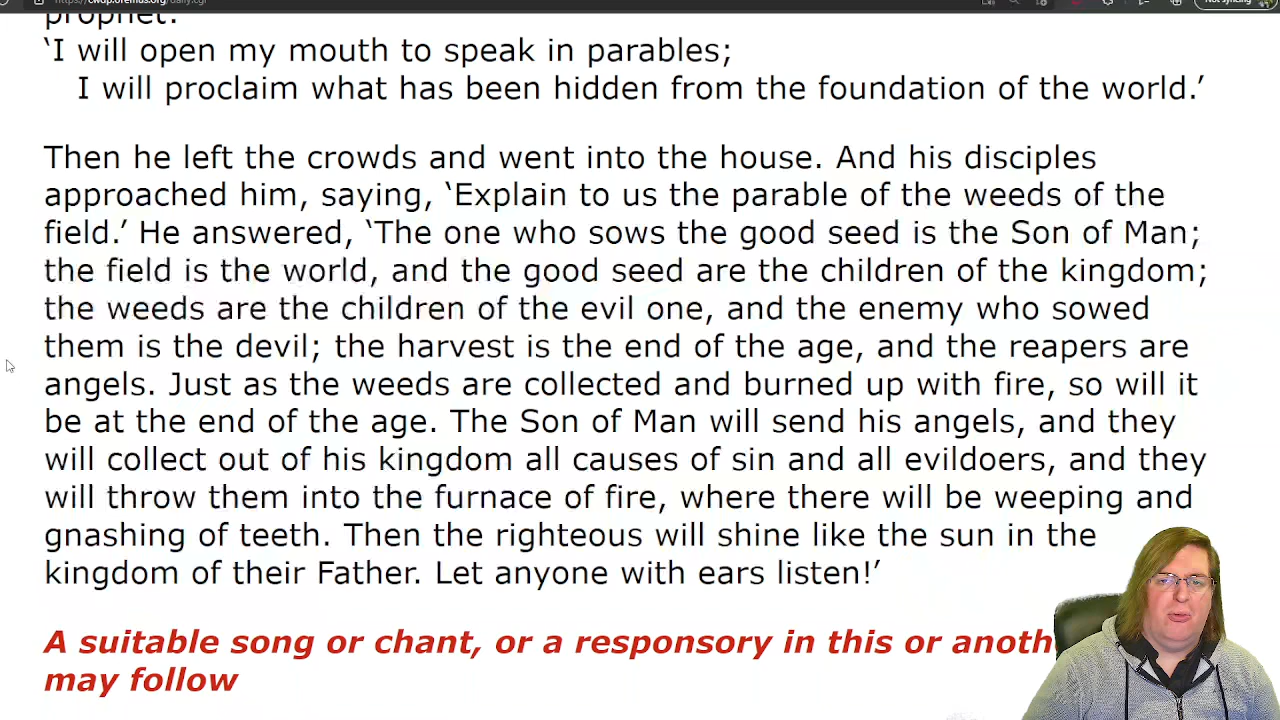 https://cwdp.oremus.org/daily.cgi
Not syncing
prophet:
‘I will open my mouth to speak in parables;
I will proclaim what has been hidden from the foundation of the world.’
Then he left the crowds and went into the house. And his disciples
approached him, saying, ‘Explain to us the parable of the weeds of the
field.’ He answered, ‘The one who sows the good seed is the Son of Man;
the field is the world, and the good seed are the children of the kingdom;
the weeds are the children of the evil one, and the enemy who sowed
them is the devil; the harvest is the end of the age, and the reapers are
angels. Just as the weeds are collected and burned up with fire, so will it
be at the end of the age. The Son of Man will send his angels, and they
will collect out of his kingdom all causes of sin and all evildoers, and they
will throw them into the furnace of fire, where there will be weeping and
gnashing of teeth. Then the righteous will shine like the sun in the
kingdom of their Father. Let anyone with ears listen!’
A suitable song or chant, or a responsory in this or anoth
may follow